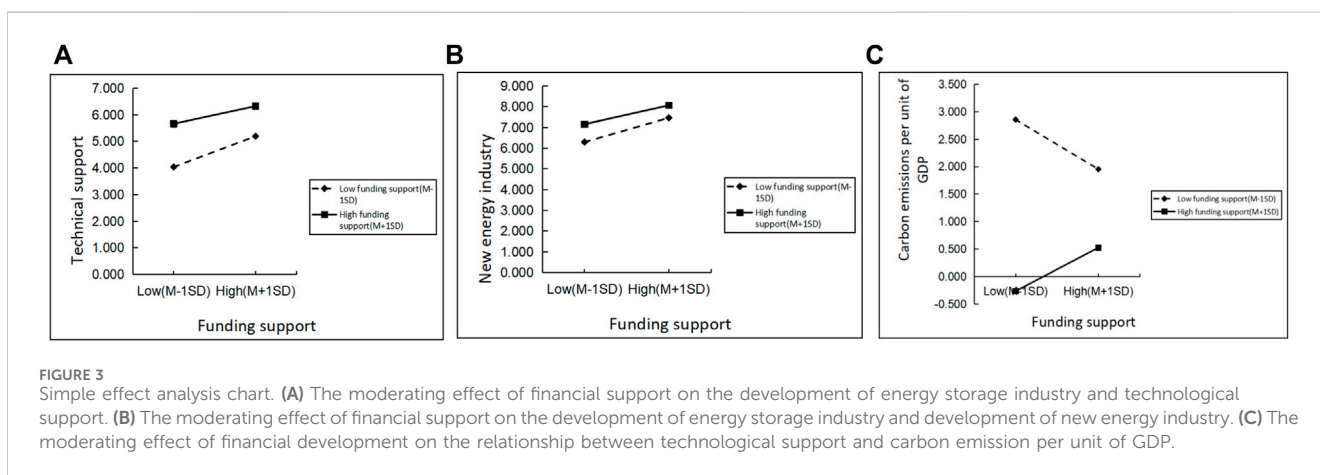 A
7.000
6.000
5.000
4.000
3.000
2.000
1.000
0.000
Technical support
Low(M-1SD) High(M+1SD)
Funding support
Low funding support(M-
1SD)
High funding
support(M+1SD)
B
9.000
8.000
7.000
6.000
5.000
4.000
3.000
2.000
1.000
0.000
New energy industry
Low(M-1SD) High(M+1SD)
Funding support
Low funding support(M-
1SD)
High funding
support(M+1SD)
C
3.500
3.000
2.500
2.000
1.500
1.000
0.500
0.000
-0.500
Carbon emissions per unit of
GDP
Low(M-1SD) High(M+1SD)
Funding support
Low funding support(M-1SD)
High funding support(M+1SD)
FIGURE 3
Simple effect analysis chart. (A) The moderating effect of financial support on the development of energy storage industry and technological
support. (B) The moderating effect of financial support on the development of energy storage industry and development of new energy industry. (C) The
moderating effect of financial development on the relationship between technological support and carbon emission per unit of GDP.